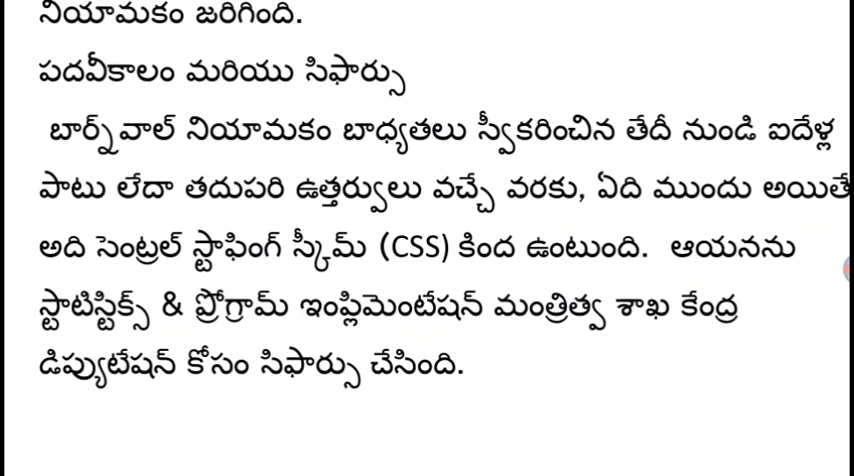 నియామకం జరిగింది.
పదవీకాలం మరియు సిఫార్సు
బార్న్‌వాల్ నియామకం బాధ్యతలు స్వీకరించిన తేదీ నుండి ఐదేళ్ల
పాటు లేదా తదుపరి ఉత్తర్వులు వచ్చే వరకు, ఏది ముందు అయితే
అది సెంట్రల్ స్టాఫింగ్ స్కీమ్ (CSS) కింద ఉంటుంది. ఆయనను
స్టాటిస్టిక్స్ & ప్రోగ్రామ్ ఇంప్లిమెంటేషన్ మంత్రిత్వ శాఖ కేంద్ర
డిప్యుటేషన్ కోసం సిఫార్సు చేసింది.